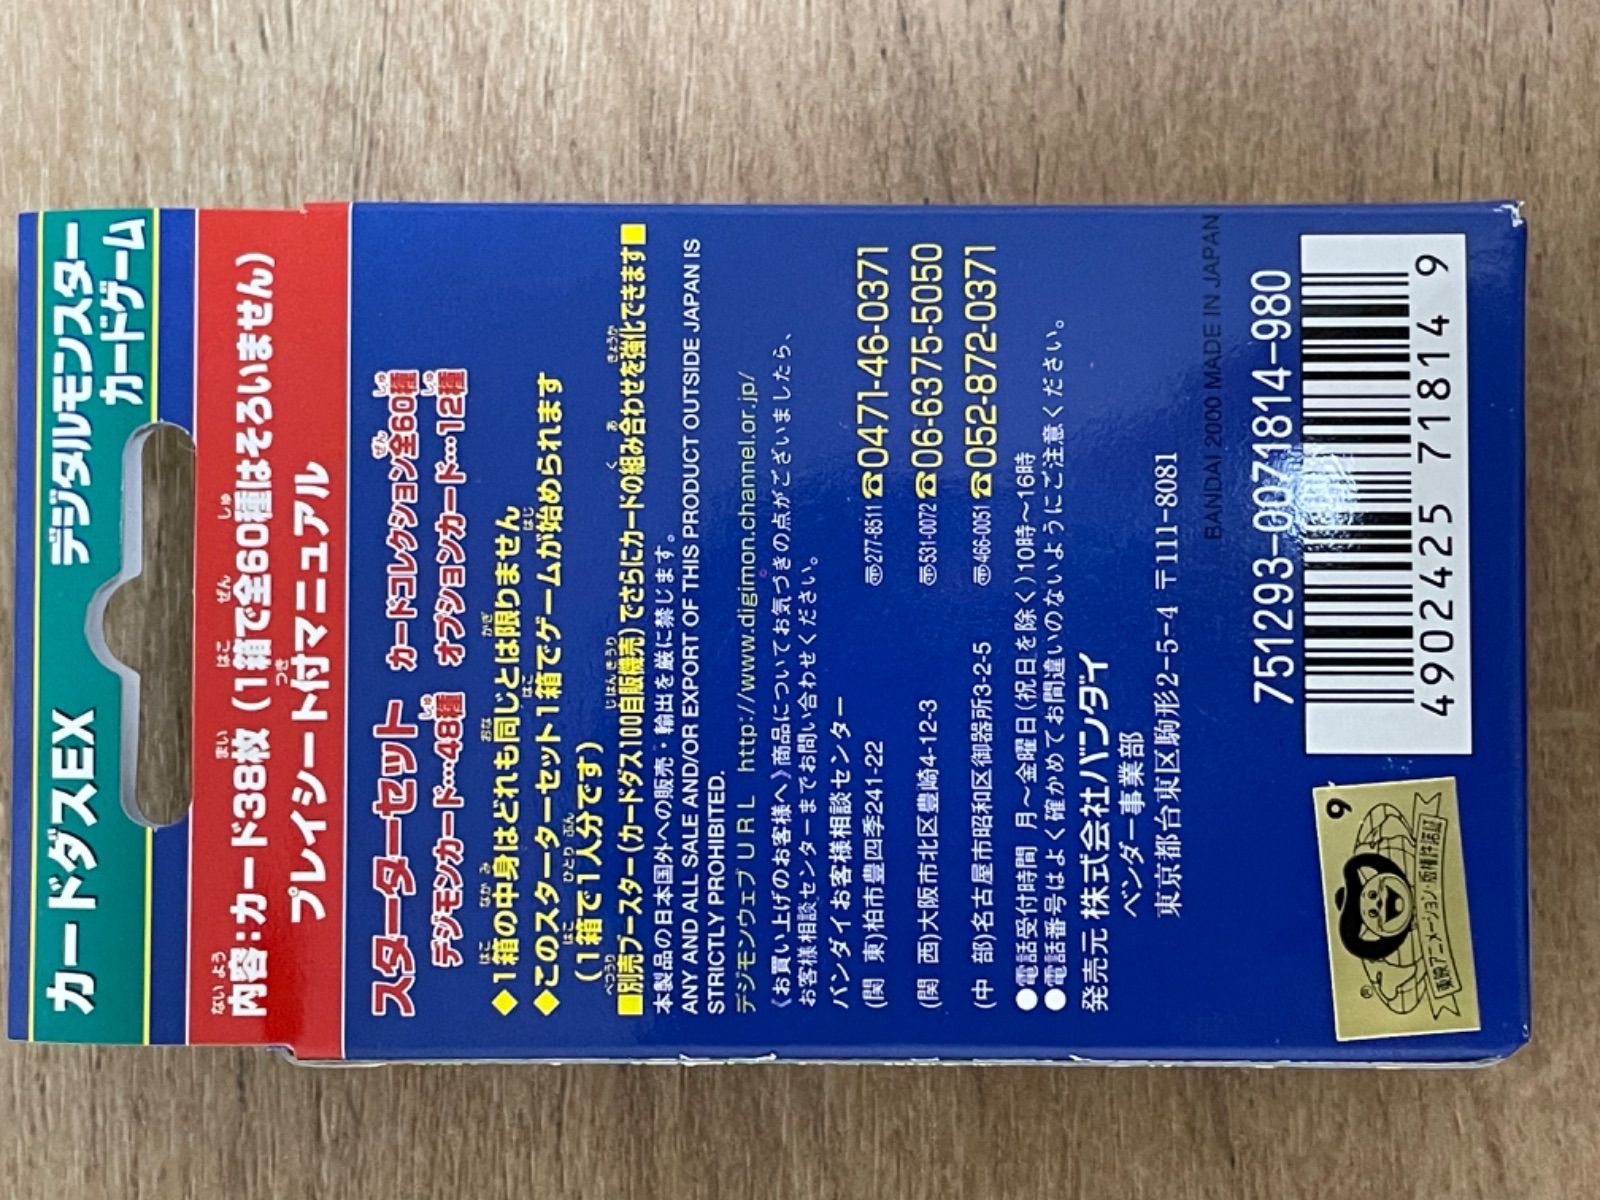 カードダスEX
デジタルモンスター
カードゲーム
内容:カード38枚(1箱で全60種はそろいません)
プレイシート付マニュアル
スターターセット カードコレクション全60種
デジモンカード…48種 オプションカード…12種
◆1箱の中身はどれも同じとは限りません
◆このスターターセット1箱でゲームが始められます
(1箱で1人分です)
■別売ブースター(カードダス100自販機売)でさらにカードの組み合わせを強化できます■
本製品の日本国外への販売・輸出を厳に禁じます。
ANY AND ALL SALE AND/OR EXPORT OF THIS PRODUCT OUTSIDE JAPAN IS
STRICTLY PROHIBITED.
デジモンウェブURL http://www.digimon.channel.or.jp/
《お買い上げのお客様へ》商品についてお気づきの点がございましたら、
お客様相談センターまでお問い合わせください。
バンダイお客様相談センター
(関 東)柏市豊四季241-22 〠277-8511 ☎0471-46-0371
(関 西)大阪市北区豊崎4-12-3 〠531-0072 ☎06-6375-5050
(中 部)名古屋市昭和区御器所3-2-5 〠466-0051 ☎052-872-0371
●電話受付時間 月～金曜日(祝日を除く)10時～16時
●電話番号はよく確かめてお間違いのないようにご注意ください。
発売元 株式会社バンダイ
ベンダー事業部
東京都台東区駒形2-5-4 〒111-8081
BANDAI 2000 MADE IN JAPAN
751293-0071814-980
4902425 71814 9
9
®
東映アニメーション・版権許諾証